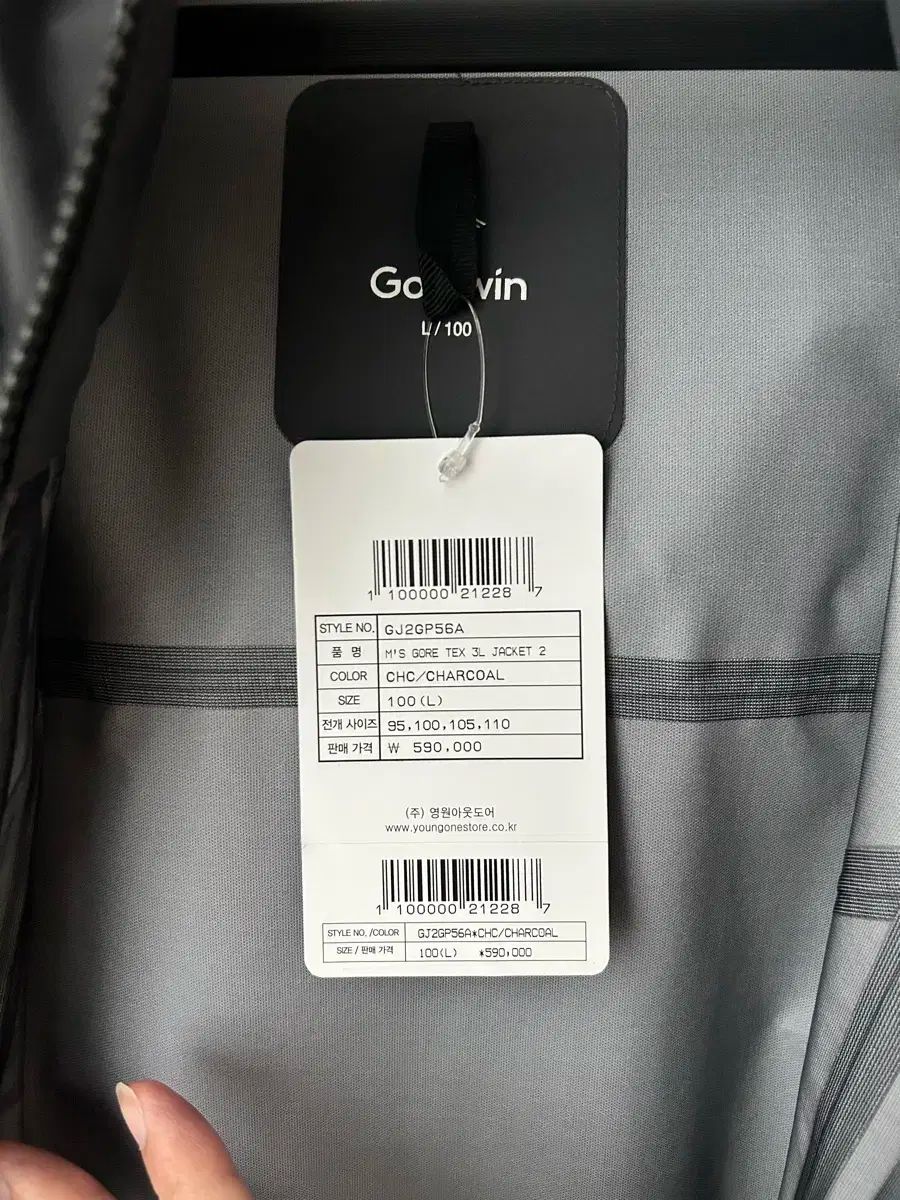 L/100
1 100000 21228 7
STYLE NO. GJ2GP56A
품 명 M'S GORE TEX 3L JACKET 2
COLOR CHC/CHARCOAL
SIZE 100(L)
전개 사이즈 95,100,105,110
판매 가격 ₩ 590,000
(주) 영원아웃도어
www.youngonestore.co.kr
1 100000 21228 7
STYLE NO. /COLOR GJ2GP56A*CHC/CHARCOAL
SIZE / 판매 가격 100(L) *590,000